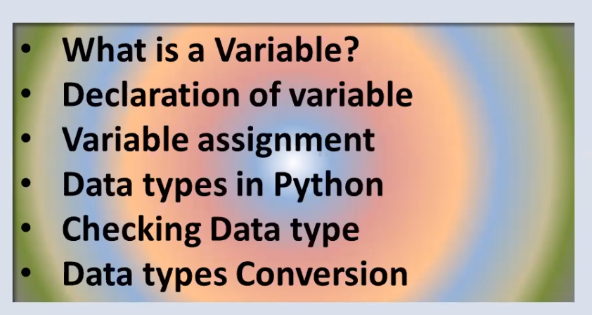 • What is a Variable?
• Declaration of variable
• Variable assignment
• Data types in Python
• Checking Data type
• Data types Conversion